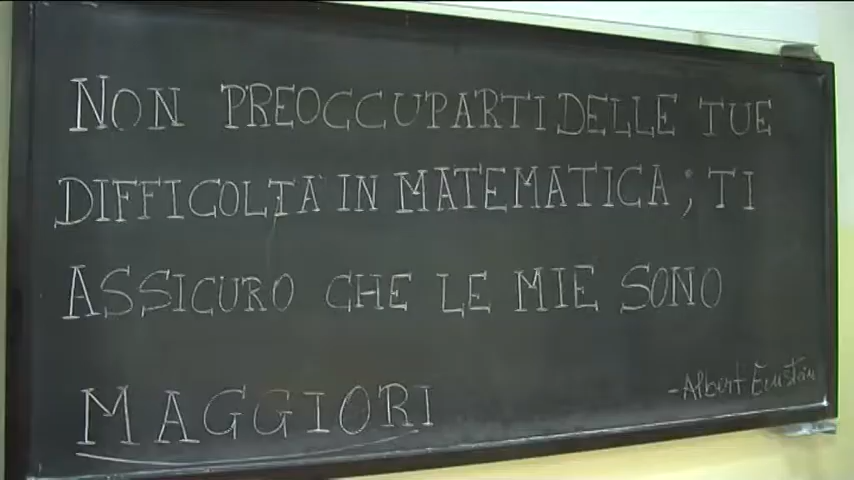 NON PREOCCUPARTI DELLE TUE
DIFFICOLTÀ IN MATEMATICA; TI
ASSICURO CHE LE MIE SONO
MAGGIORI
-Albert Einstein